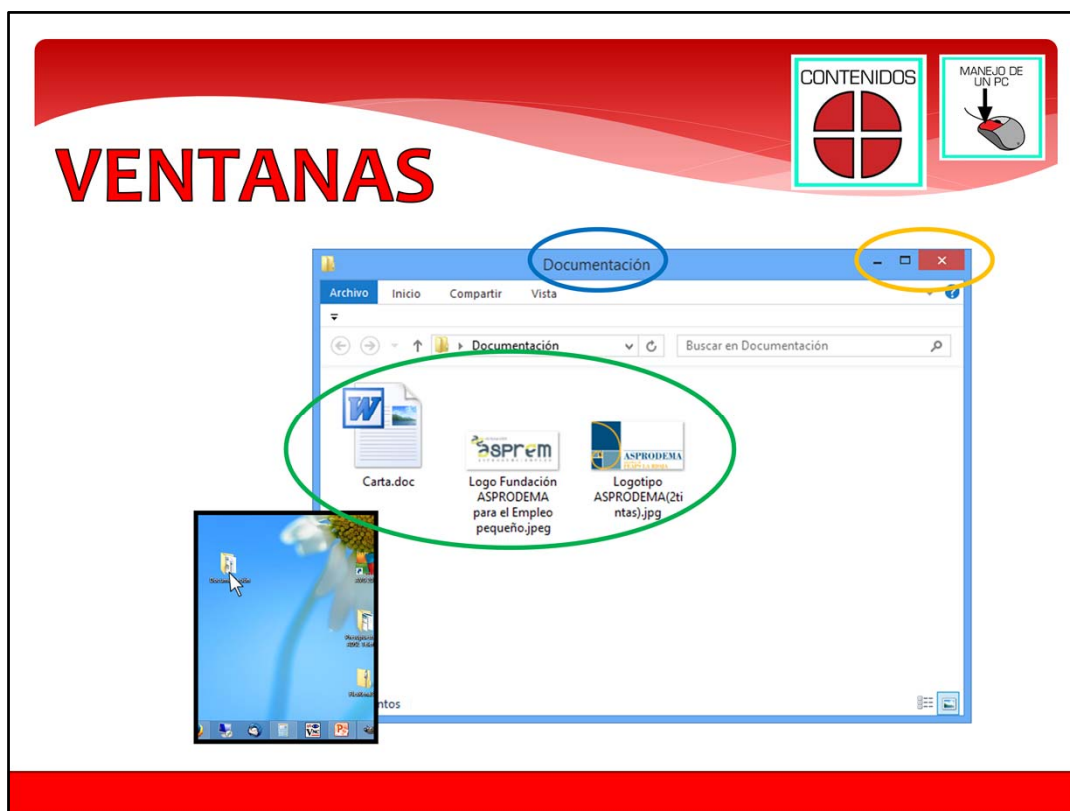 CONTENIDOS
MANEJO DE
UN PC
VENTANAS
Documentación
Archivo Inicio Compartir Vista
Documentación
Buscar en Documentación
W
asprem
ASPRODEMA
Carta.doc
Logo Fundación
ASPRODEMA
para el Empleo
pequeño.jpeg
Logotipo
ASPRODEMA(2ti
ntas).jpg
Documentación
ntos